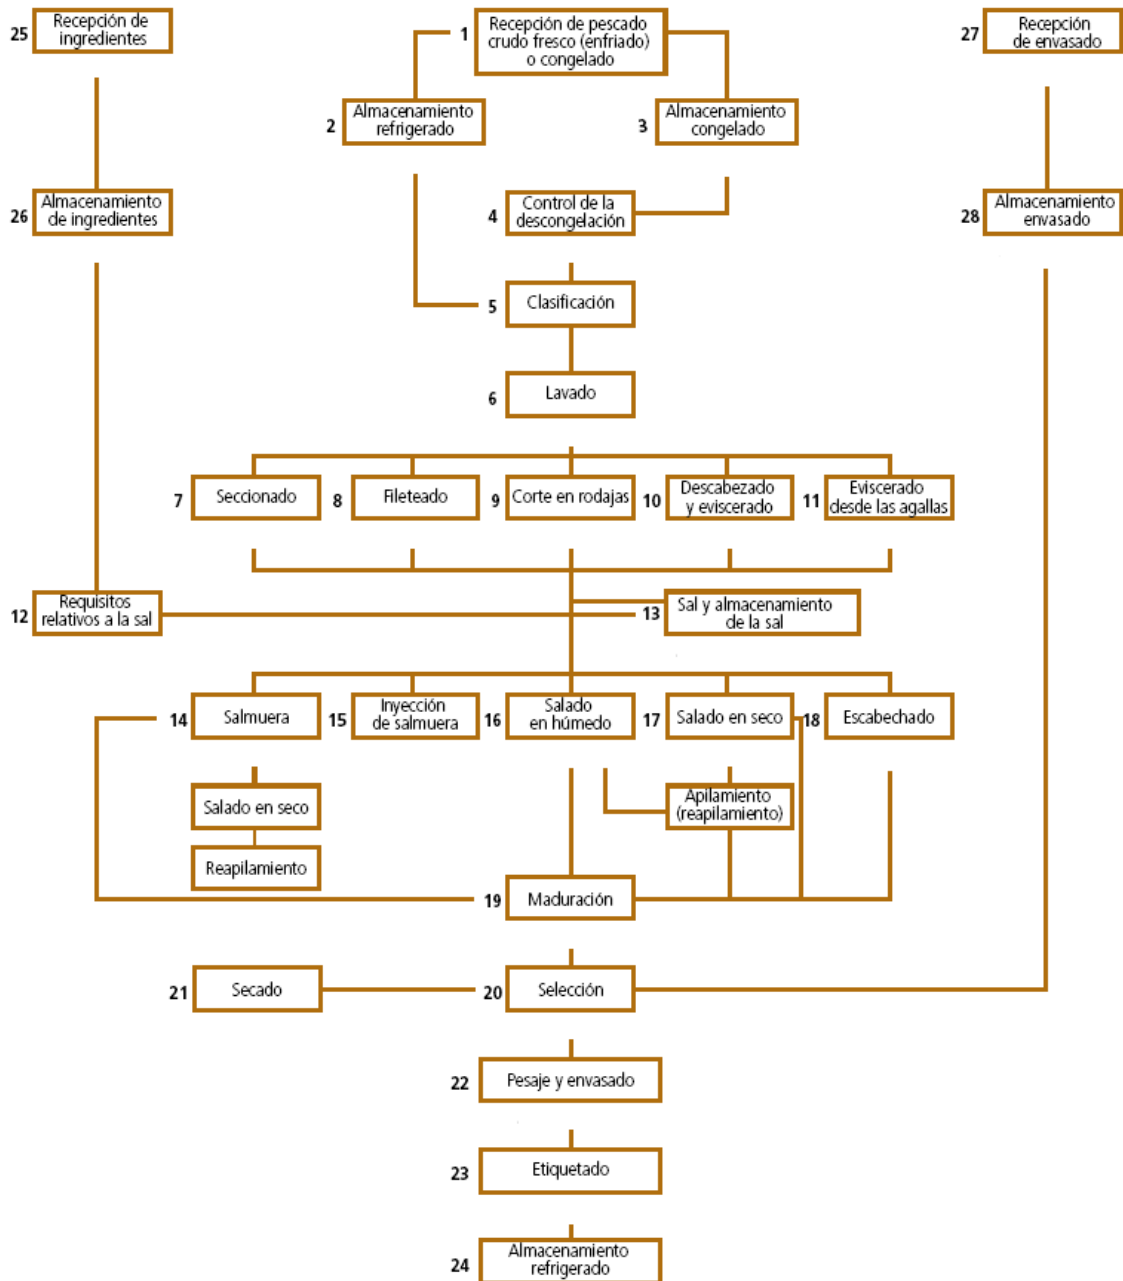 25
Recepción de
ingredientes
1
Recepción de pescado
crudo fresco (enfriado)
o congelado
27
Recepción
de envasado
2
Almacenamiento
refrigerado
3
Almacenamiento
congelado
26
Almacenamiento
de ingredientes
4
Control de la
descongelación
28
Almacenamiento
envasado
5
Clasificación
6
Lavado
7
Seccionado
8
Fileteado
9
Corte en rodajas
10
Descabezado
y eviscerado
11
Eviscerado
desde las agallas
12
Requisitos
relativos a la sal
13
Sal y almacenamiento
de la sal
14
Salmuera
15
Inyección
de salmuera
16
Salado
en húmedo
17
Salado en seco
18
Escabechado
Salado en seco
Apilamiento
(reapilamiento)
Reapilamiento
19
Maduración
21
Secado
20
Selección
22
Pesaje y envasado
23
Etiquetado
24
Almacenamiento
refrigerado